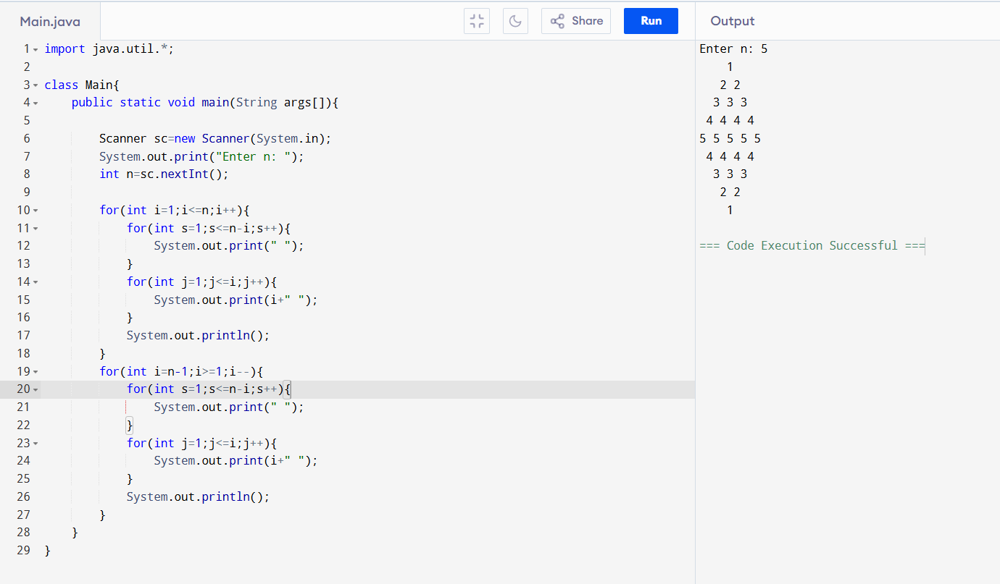 Main.java
Share
Run
Output
1 import java.util.*;
2
3 class Main{
4     public static void main(String args[]){
5
6         Scanner sc=new Scanner(System.in);
7         System.out.print("Enter n: ");
8         int n=sc.nextInt();
9
10         for(int i=1;i<=n;i++){
11             for(int s=1;s<=n-i;s++){
12                 System.out.print(" ");
13             }
14             for(int j=1;j<=i;j++){
15                 System.out.print(i+" ");
16             }
17             System.out.println();
18         }
19         for(int i=n-1;i>=1;i--){
20             for(int s=1;s<=n-i;s++){
21                 System.out.print(" ");
22             }
23             for(int j=1;j<=i;j++){
24                 System.out.print(i+" ");
25             }
26             System.out.println();
27         }
28     }
29 }
Enter n: 5
    1
   2 2
  3 3 3
 4 4 4 4
5 5 5 5 5
 4 4 4 4
  3 3 3
   2 2
    1
=== Code Execution Successful ===